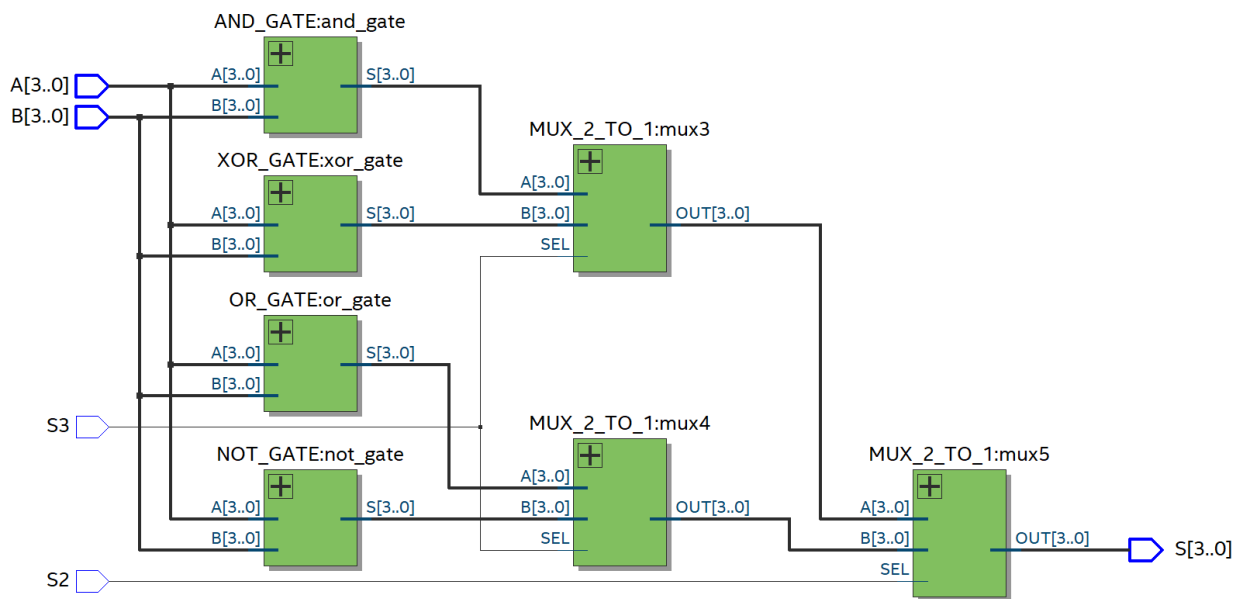 AND_GATE:and_gate
A[3..0]
A[3..0]
S[3..0]
B[3..0]
B[3..0]
MUX_2_TO_1:mux3
XOR_GATE:xor_gate
A[3..0]
A[3..0]
S[3..0]
B[3..0]
OUT[3..0]
B[3..0]
SEL
OR_GATE:or_gate
A[3..0]
S[3..0]
B[3..0]
S3
MUX_2_TO_1:mux4
NOT_GATE:not_gate
MUX_2_TO_1:mux5
A[3..0]
A[3..0]
S[3..0]
B[3..0]
OUT[3..0]
A[3..0]
B[3..0]
SEL
B[3..0]
OUT[3..0]
S[3..0]
SEL
S2